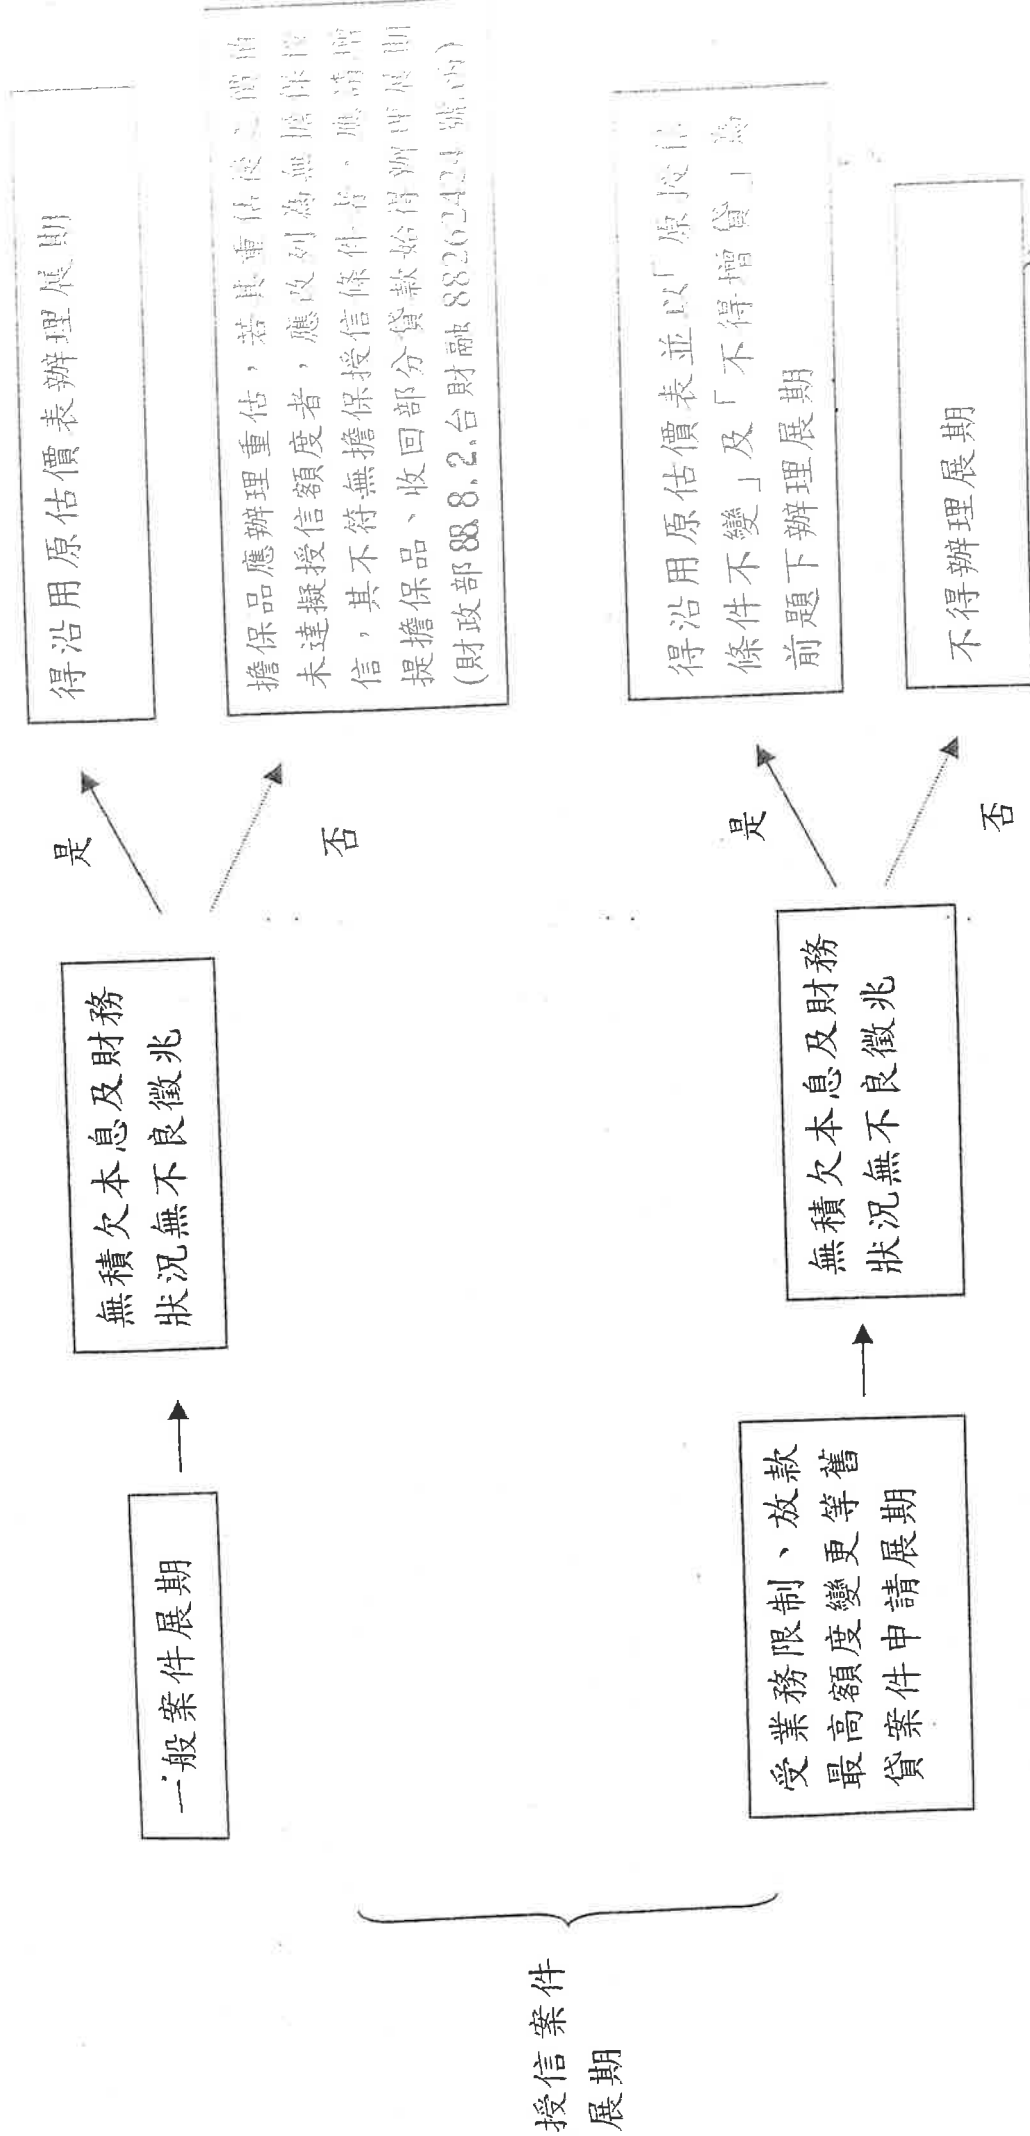 授信案件
展期
一般案件展期
無積欠本息及財務
狀況無不良徵兆
是
得沿用原估價表辦理展期
否
擔保品應辦理重估，若其重估後
未達擬授信額度者，應改列為無擔保授
信，其不符無擔保授信條件者，應請
提擔保品、收回部分貸款始得辦理展期
(財政部88.8.2.台財融88262424號函)
受業務限制、放款
最高額度變更等舊
貸案件申請展期
無積欠本息及財務
狀況無不良徵兆
是
得沿用原估價表並以「原授信
條件不變」及「不得增貸」為
前題下辦理展期
否
不得辦理展期